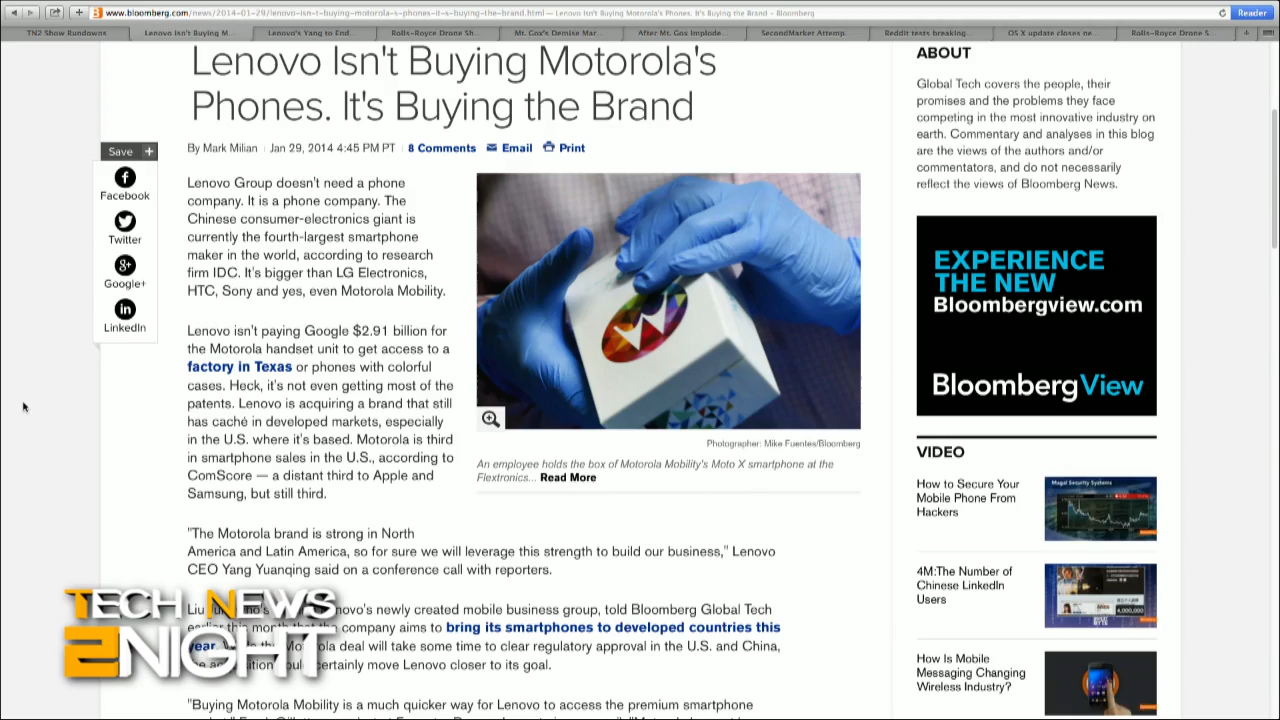 www.bloomberg.com/news/2014-01-29/lenovo-isn-t-buying-motorola-s-phones-it-s-buying-the-brand.html — Lenovo Isn't Buying Motorola's Phones. It's Buying the Brand – Bloomberg
Reader
TN2 Show Rundowns
Lenovo Isn't Buying M...
Lenovo's Yang to End...
Rolls-Royce Drone Sh...
Mt. Gox's Demise Mar...
After Mt. Gox Implode...
SecondMarket Attemp...
Reddit tests breaking...
OS X update closes ne...
Rolls-Royce Drone S...
Lenovo Isn't Buying Motorola's
Phones. It's Buying the Brand
By Mark Milian Jan 29, 2014 4:45 PM PT 8 Comments Email Print
Save +
Facebook
Twitter
Google+
LinkedIn
Lenovo Group doesn't need a phone
company. It is a phone company. The
Chinese consumer-electronics giant is
currently the fourth-largest smartphone
maker in the world, according to research
firm IDC. It's bigger than LG Electronics,
HTC, Sony and yes, even Motorola Mobility.
Lenovo isn't paying Google $2.91 billion for
the Motorola handset unit to get access to a
factory in Texas or phones with colorful
cases. Heck, it's not even getting most of the
patents. Lenovo is acquiring a brand that still
has caché in developed markets, especially
in the U.S. where it's based. Motorola is third
in smartphone sales in the U.S., according to
ComScore — a distant third to Apple and
Samsung, but still third.
Photographer: Mike Fuentes/Bloomberg
An employee holds the box of Motorola Mobility's Moto X smartphone at the
Flextronics... Read More
"The Motorola brand is strong in North
America and Latin America, so for sure we will leverage this strength to build our business," Lenovo
CEO Yang Yuanqing said on a conference call with reporters.
newly created mobile business group, told Bloomberg Global Tech
this month that the company aims to bring its smartphones to developed countries this
year. deal will take some time to clear regulatory approval in the U.S. and China,
certainly move Lenovo closer to its goal.
"Buying Motorola Mobility is a much quicker way for Lenovo to access the premium smartphone
TECH NEWS
2NIGHT
ABOUT
Global Tech covers the people, their
promises and the problems they face
competing in the most innovative industry on
earth. Commentary and analyses in this blog
are the views of the authors and/or
commentators, and do not necessarily
reflect the views of Bloomberg News.
EXPERIENCE
THE NEW
Bloombergview.com
BloombergView
VIDEO
How to Secure Your
Mobile Phone From
Hackers
Magal Security Systems
4M:The Number of
Chinese LinkedIn
Users
4,000,000
How Is Mobile
Messaging Changing
Wireless Industry?